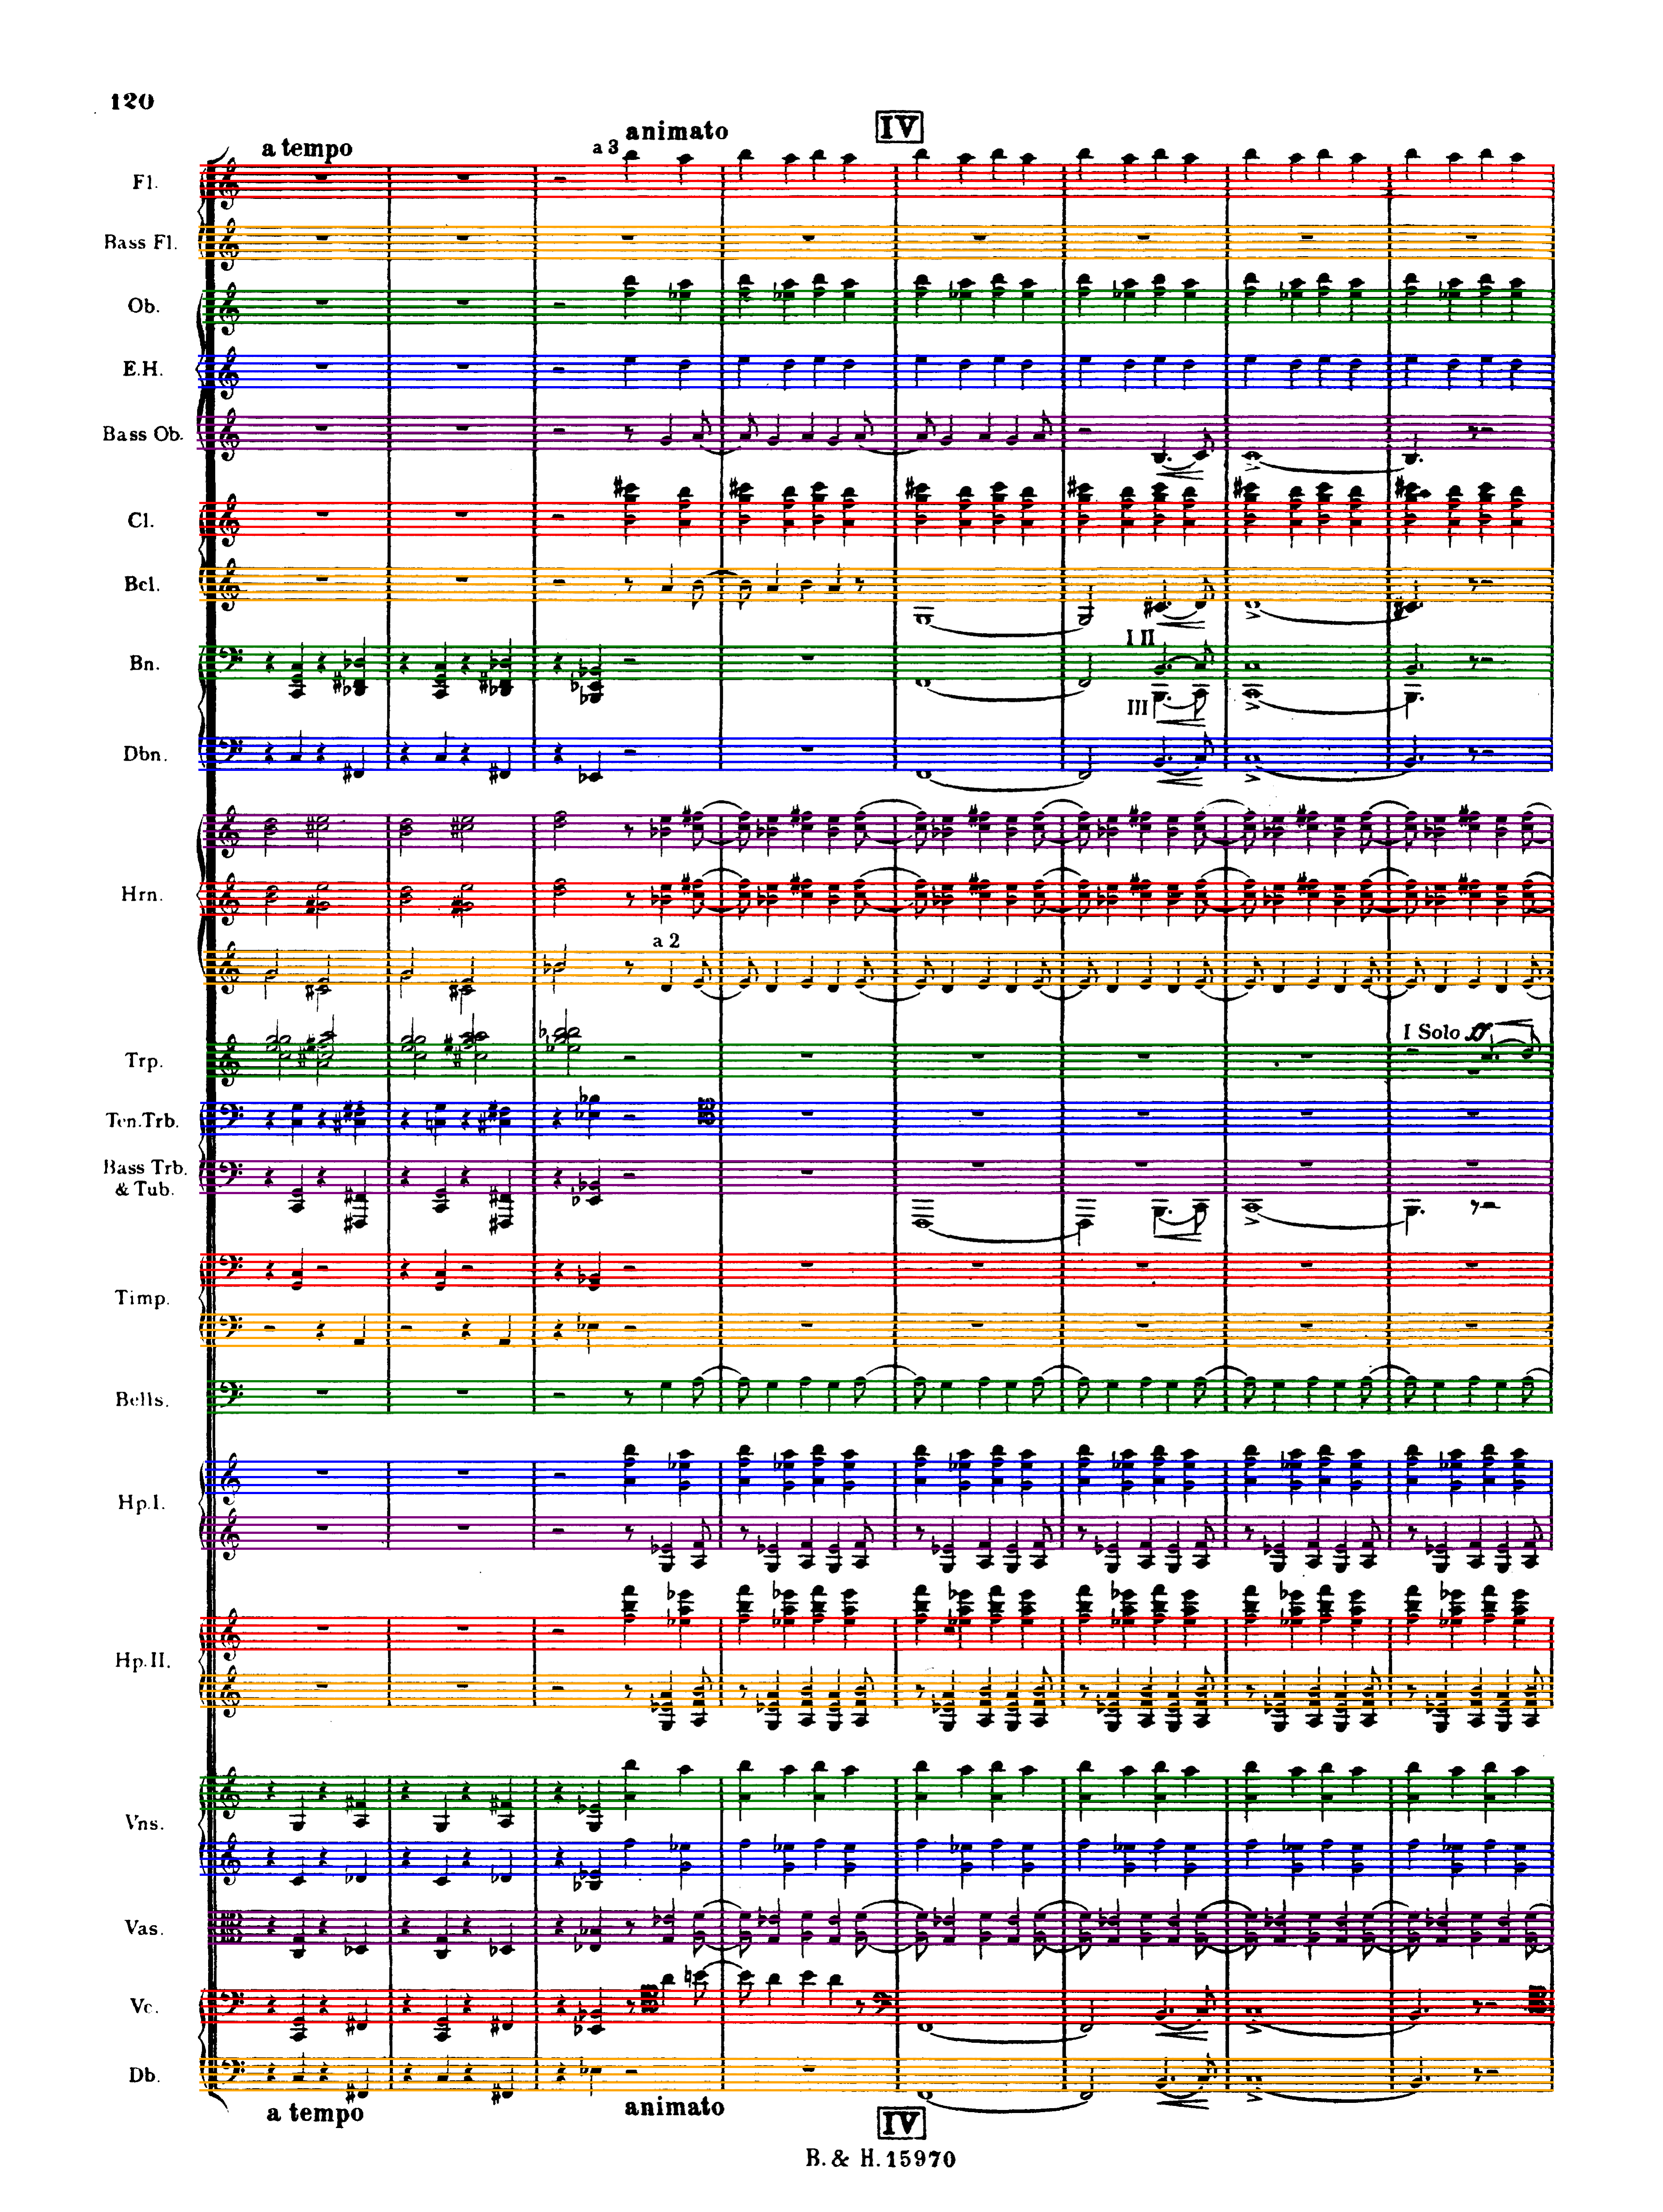 120
a tempo
a 3
animato
IV
Fl.
Bass Fl.
Ob.
E.H.
Bass Ob.
Cl.
Bcl.
Bn.
I II
III
Dbn.
Hrn.
a 2
Trp.
I Solo ff
Ten.Trb.
Bass Trb.
& Tub.
Timp.
Bells.
Hp.I.
Hp.II.
Vns.
Vas.
Vc.
Db.
a tempo
animato
IV
B. & H. 15970